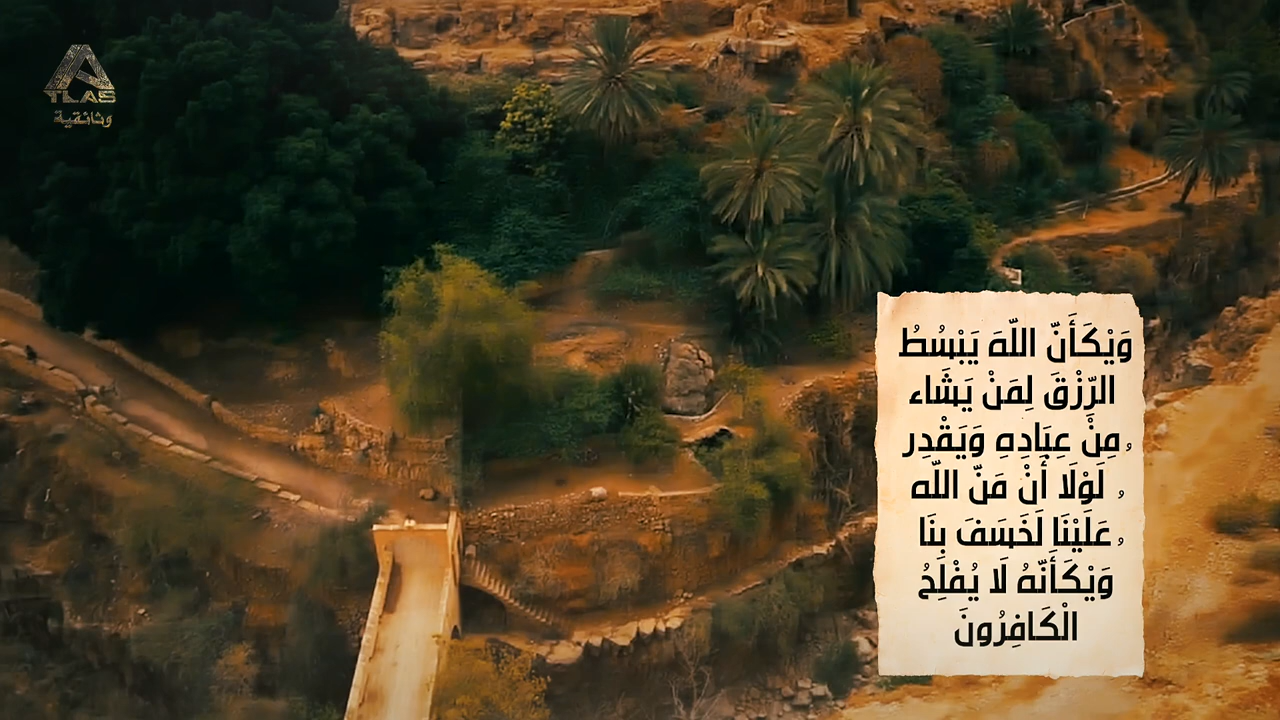 ATLAS
وثائقية
وَيْكَأَنَّ اللَّهَ يَبْسُطُ
الرِّزْقَ لِمَنْ يَشَاء
ُ مِنْ عِبَادِهِ وَيَقْدِر
ُ لَوْلَا أَنْ مَنَّ اللَّه
ُ عَلَيْنَا لَخَسَفَ بِنَا
وَيْكَأَنَّهُ لَا يُفْلِحُ
الْكَافِرُونَ